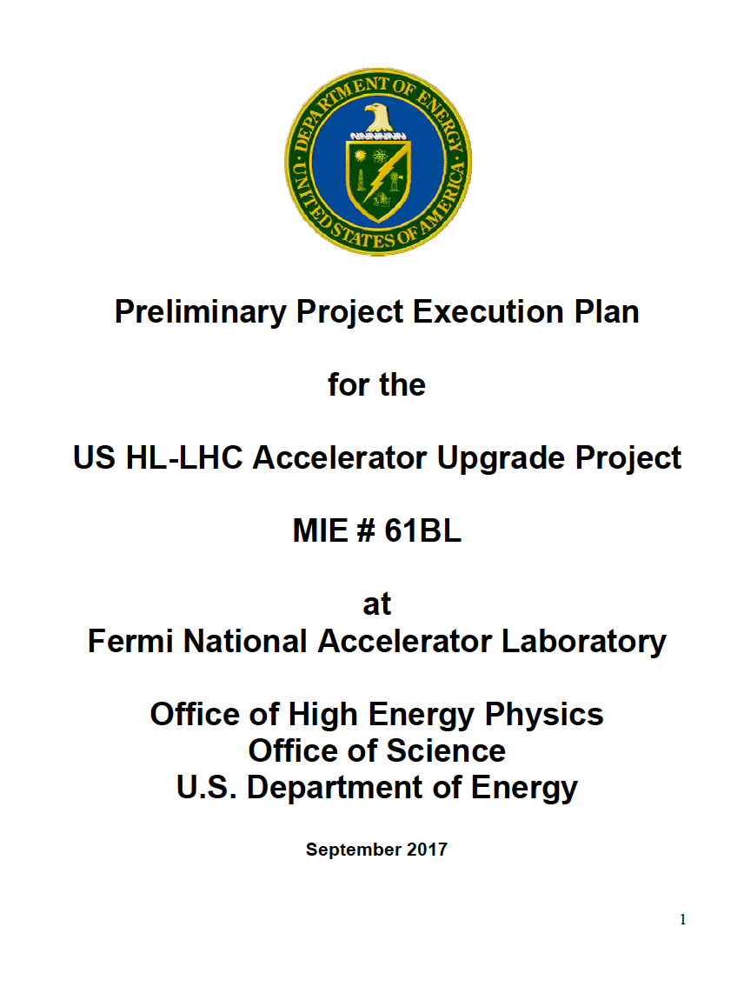 DEPARTMENT OF ENERGY
UNITED STATES OF AMERICA
Preliminary Project Execution Plan
for the
US HL-LHC Accelerator Upgrade Project
MIE # 61BL
at
Fermi National Accelerator Laboratory
Office of High Energy Physics
Office of Science
U.S. Department of Energy
September 2017
1